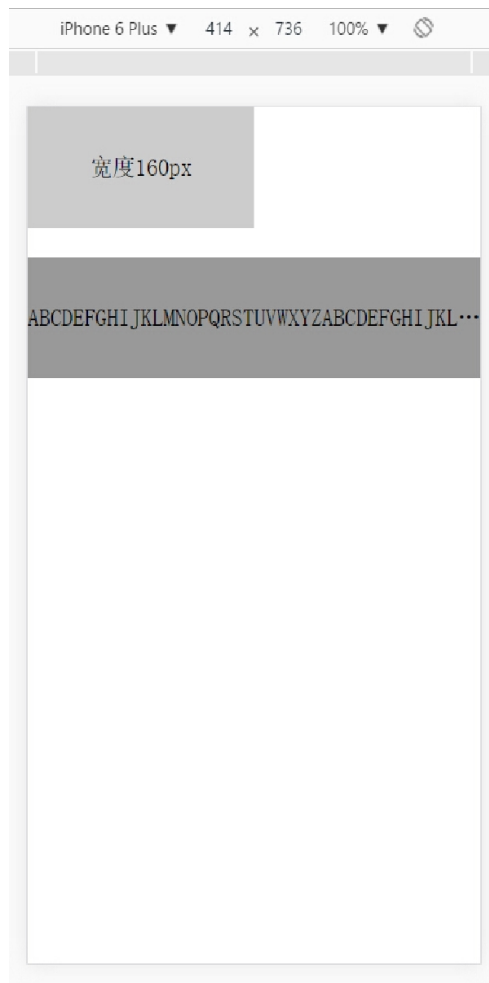 iPhone 6 Plus ▼ 414 × 736 100% ▼
宽度160px
ABCDEFGHIJKLMNOPQRSTUVWXYZABCDEFGHIJKL…